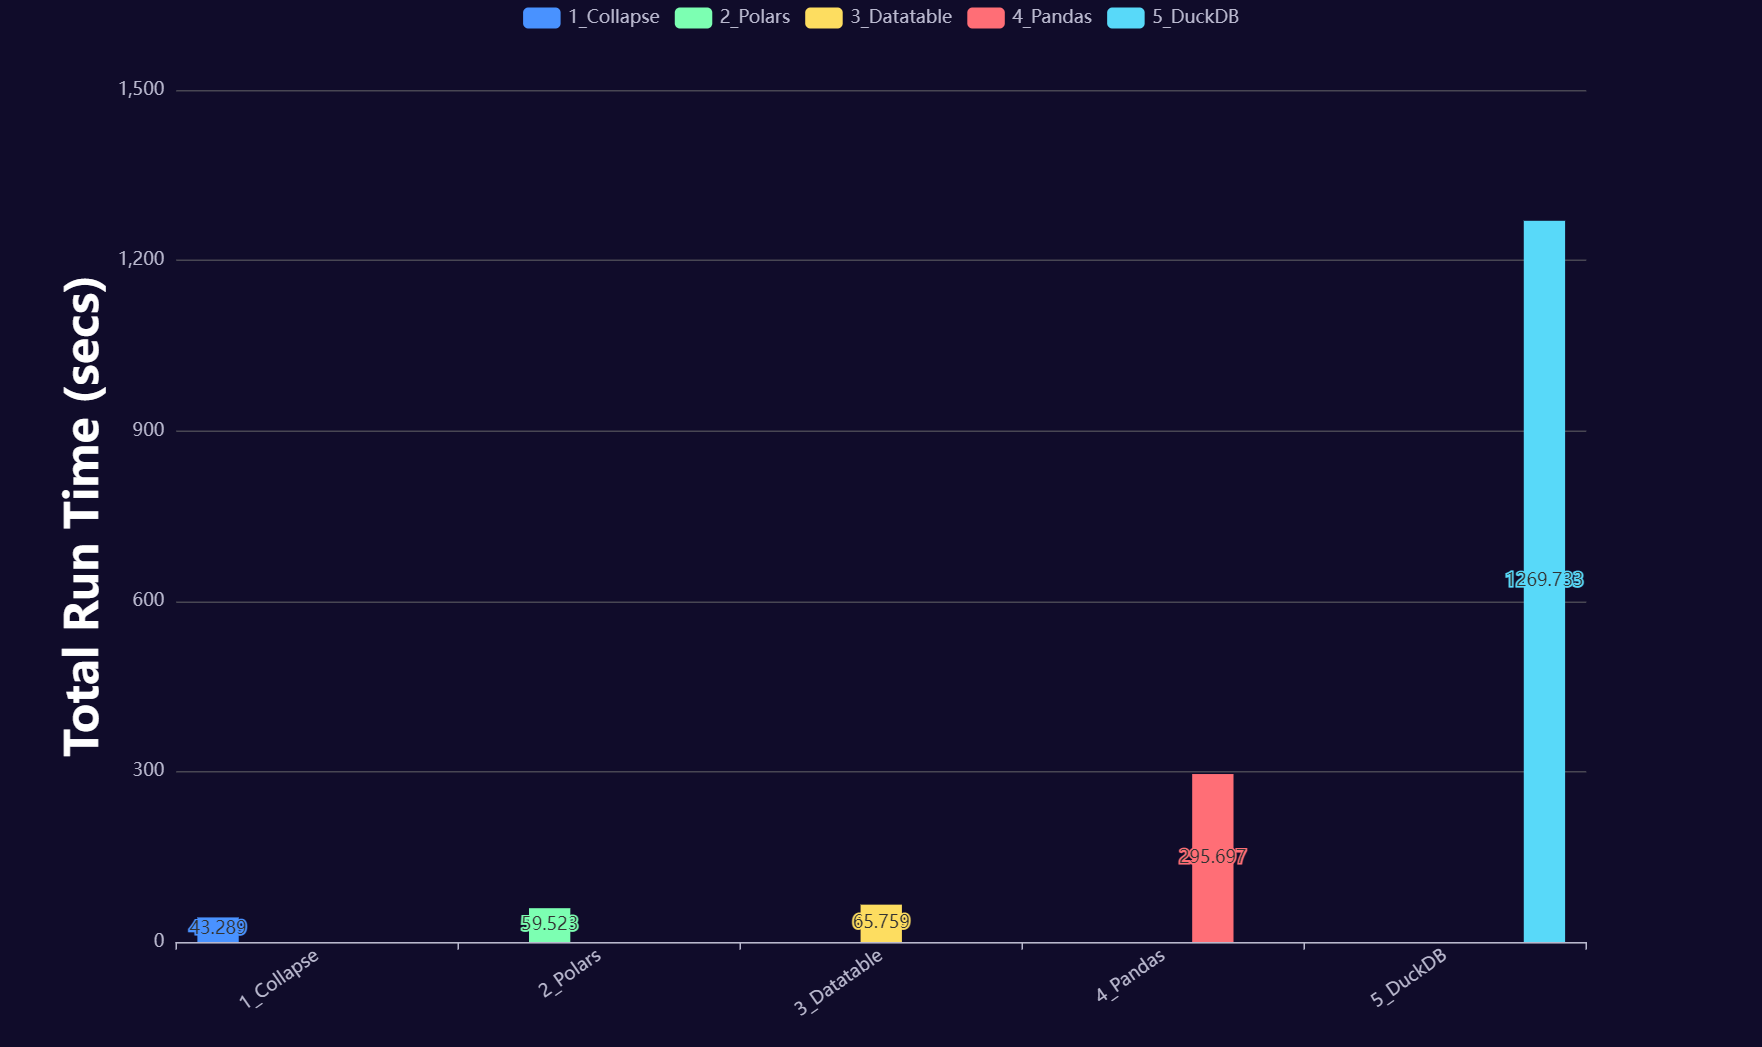 1_Collapse 2_Polars 3_Datatable 4_Pandas 5_DuckDB
Total Run Time (secs)
1,500
1,200
900
600
300
0
43.289
59.523
65.759
295.697
1269.733
1_Collapse
2_Polars
3_Datatable
4_Pandas
5_DuckDB